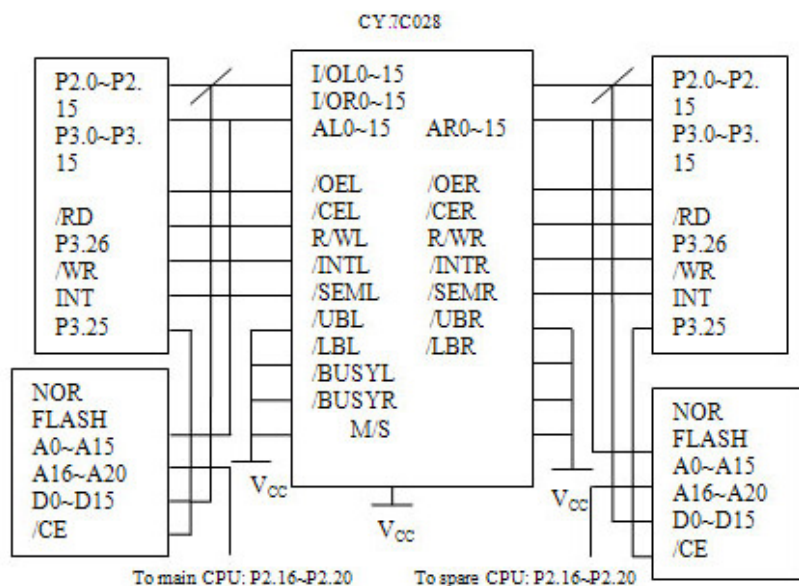 CY7C028
P2.0~P2.
15
P3.0~P3.
15
/RD
P3.26
/WR
INT
P3.25
I/OL0~15
I/OR0~15
AL0~15 AR0~15
/OEL /OER
/CEL /CER
R/WL R/WR
/INTL /INTR
/SEML /SEMR
/UBL /UBR
/LBL /LBR
/BUSYL
/BUSYR
M/S
P2.0~P2.
15
P3.0~P3.
15
/RD
P3.26
/WR
INT
P3.25
NOR
FLASH
A0~A15
A16~A20
D0~D15
/CE
VCC
VCC
VCC
NOR
FLASH
A0~A15
A16~A20
D0~D15
/CE
To main CPU: P2.16~P2.20
To spare CPU: P2.16~P2.20